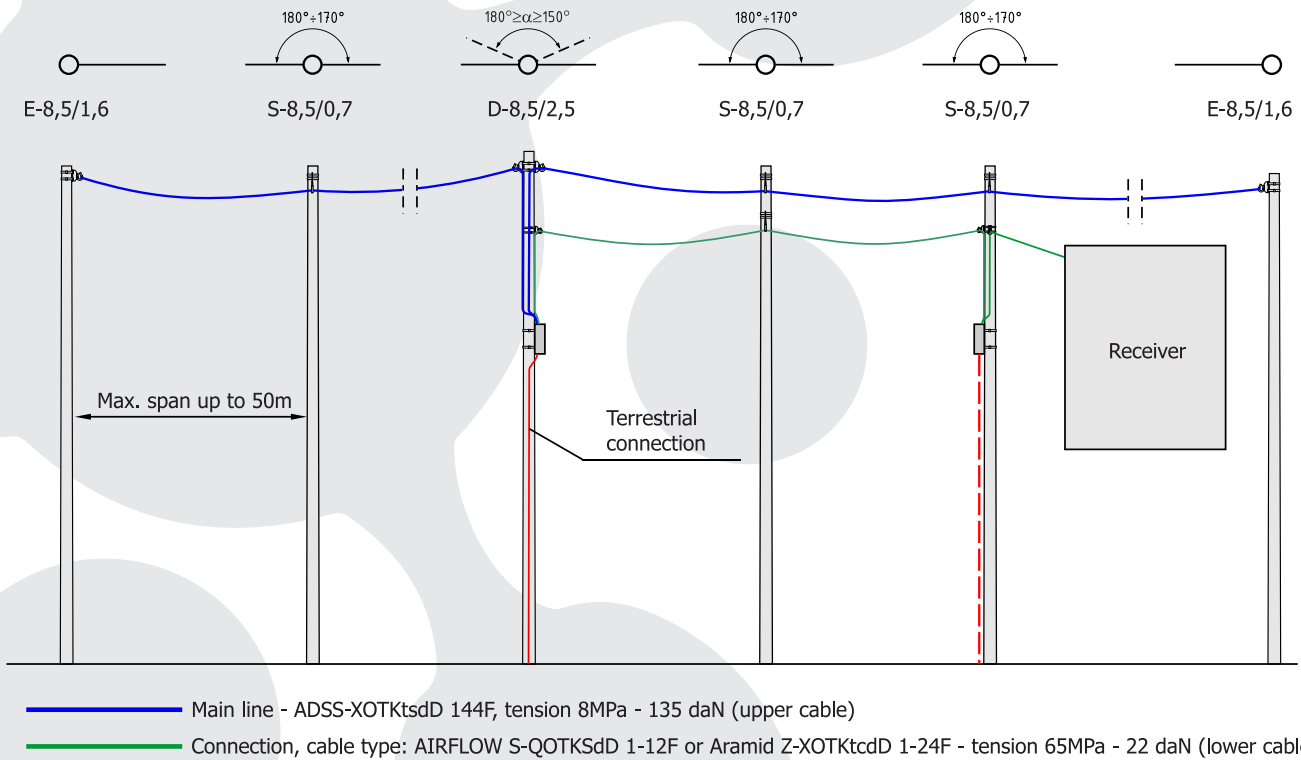 180°÷170°
180°≥α≥150°
180°÷170°
180°÷170°
E-8,5/1,6
S-8,5/0,7
D-8,5/2,5
S-8,5/0,7
S-8,5/0,7
E-8,5/1,6
Receiver
Max. span up to 50m
Terrestrial
connection
Main line - ADSS-XOTKtsdD 144F, tension 8MPa - 135 daN (upper cable)
Connection, cable type: AIRFLOW S-QOTKSdD 1-12F or Aramid Z-XOTKtcdD 1-24F - tension 65MPa - 22 daN (lower cabl